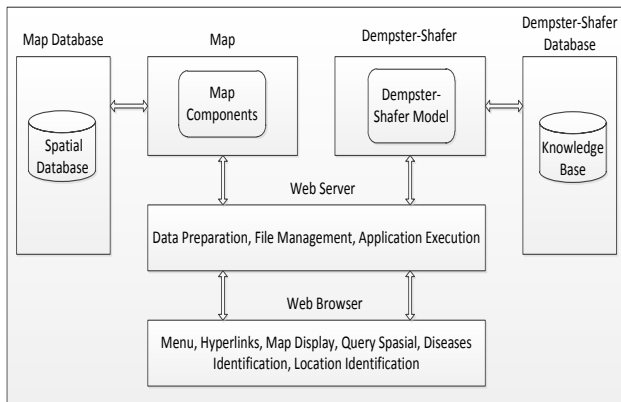 Map Database
Map
Dempster-Shafer
Dempster-Shafer
Database
Spatial
Database
Map
Components
Dempster-
Shafer Model
Knowledge
Base
Web Server
Data Preparation, File Management, Application Execution
Web Browser
Menu, Hyperlinks, Map Display, Query Spasial, Diseases
Identification, Location Identification